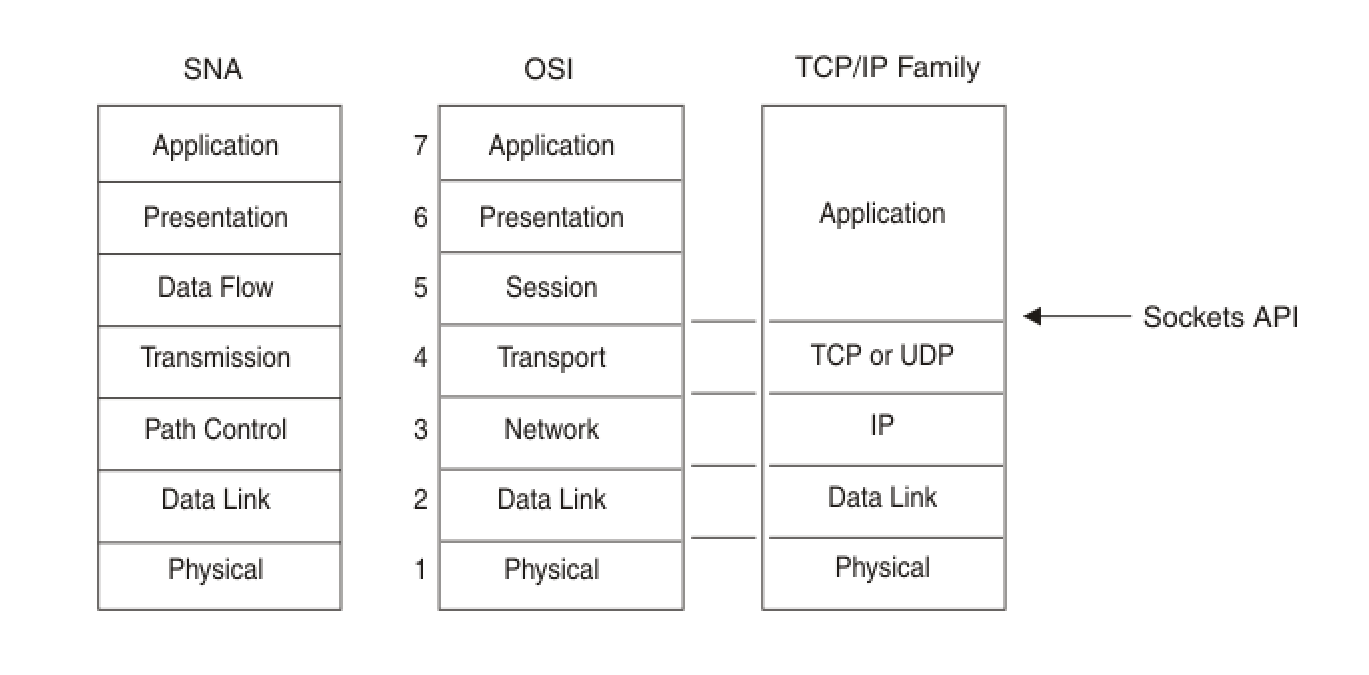 SNA
OSI
TCP/IP Family
Application
7
Application
Application
Presentation
6
Presentation
Data Flow
5
Session
Sockets API
Transmission
4
Transport
TCP or UDP
Path Control
3
Network
IP
Data Link
2
Data Link
Data Link
Physical
1
Physical
Physical